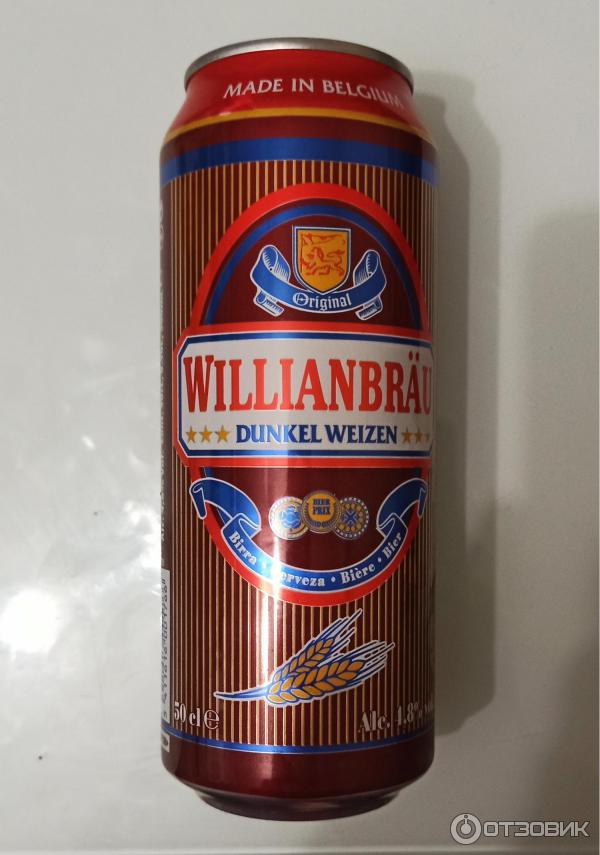 MADE IN BELGIUM
Original
WILLIANBRÄU
DUNKEL WEIZEN
BIER
PRIX
Birra • Cerveza • Bière • Bier
50 cl e
Alc. 4.8% vol
ОТЗОВИК